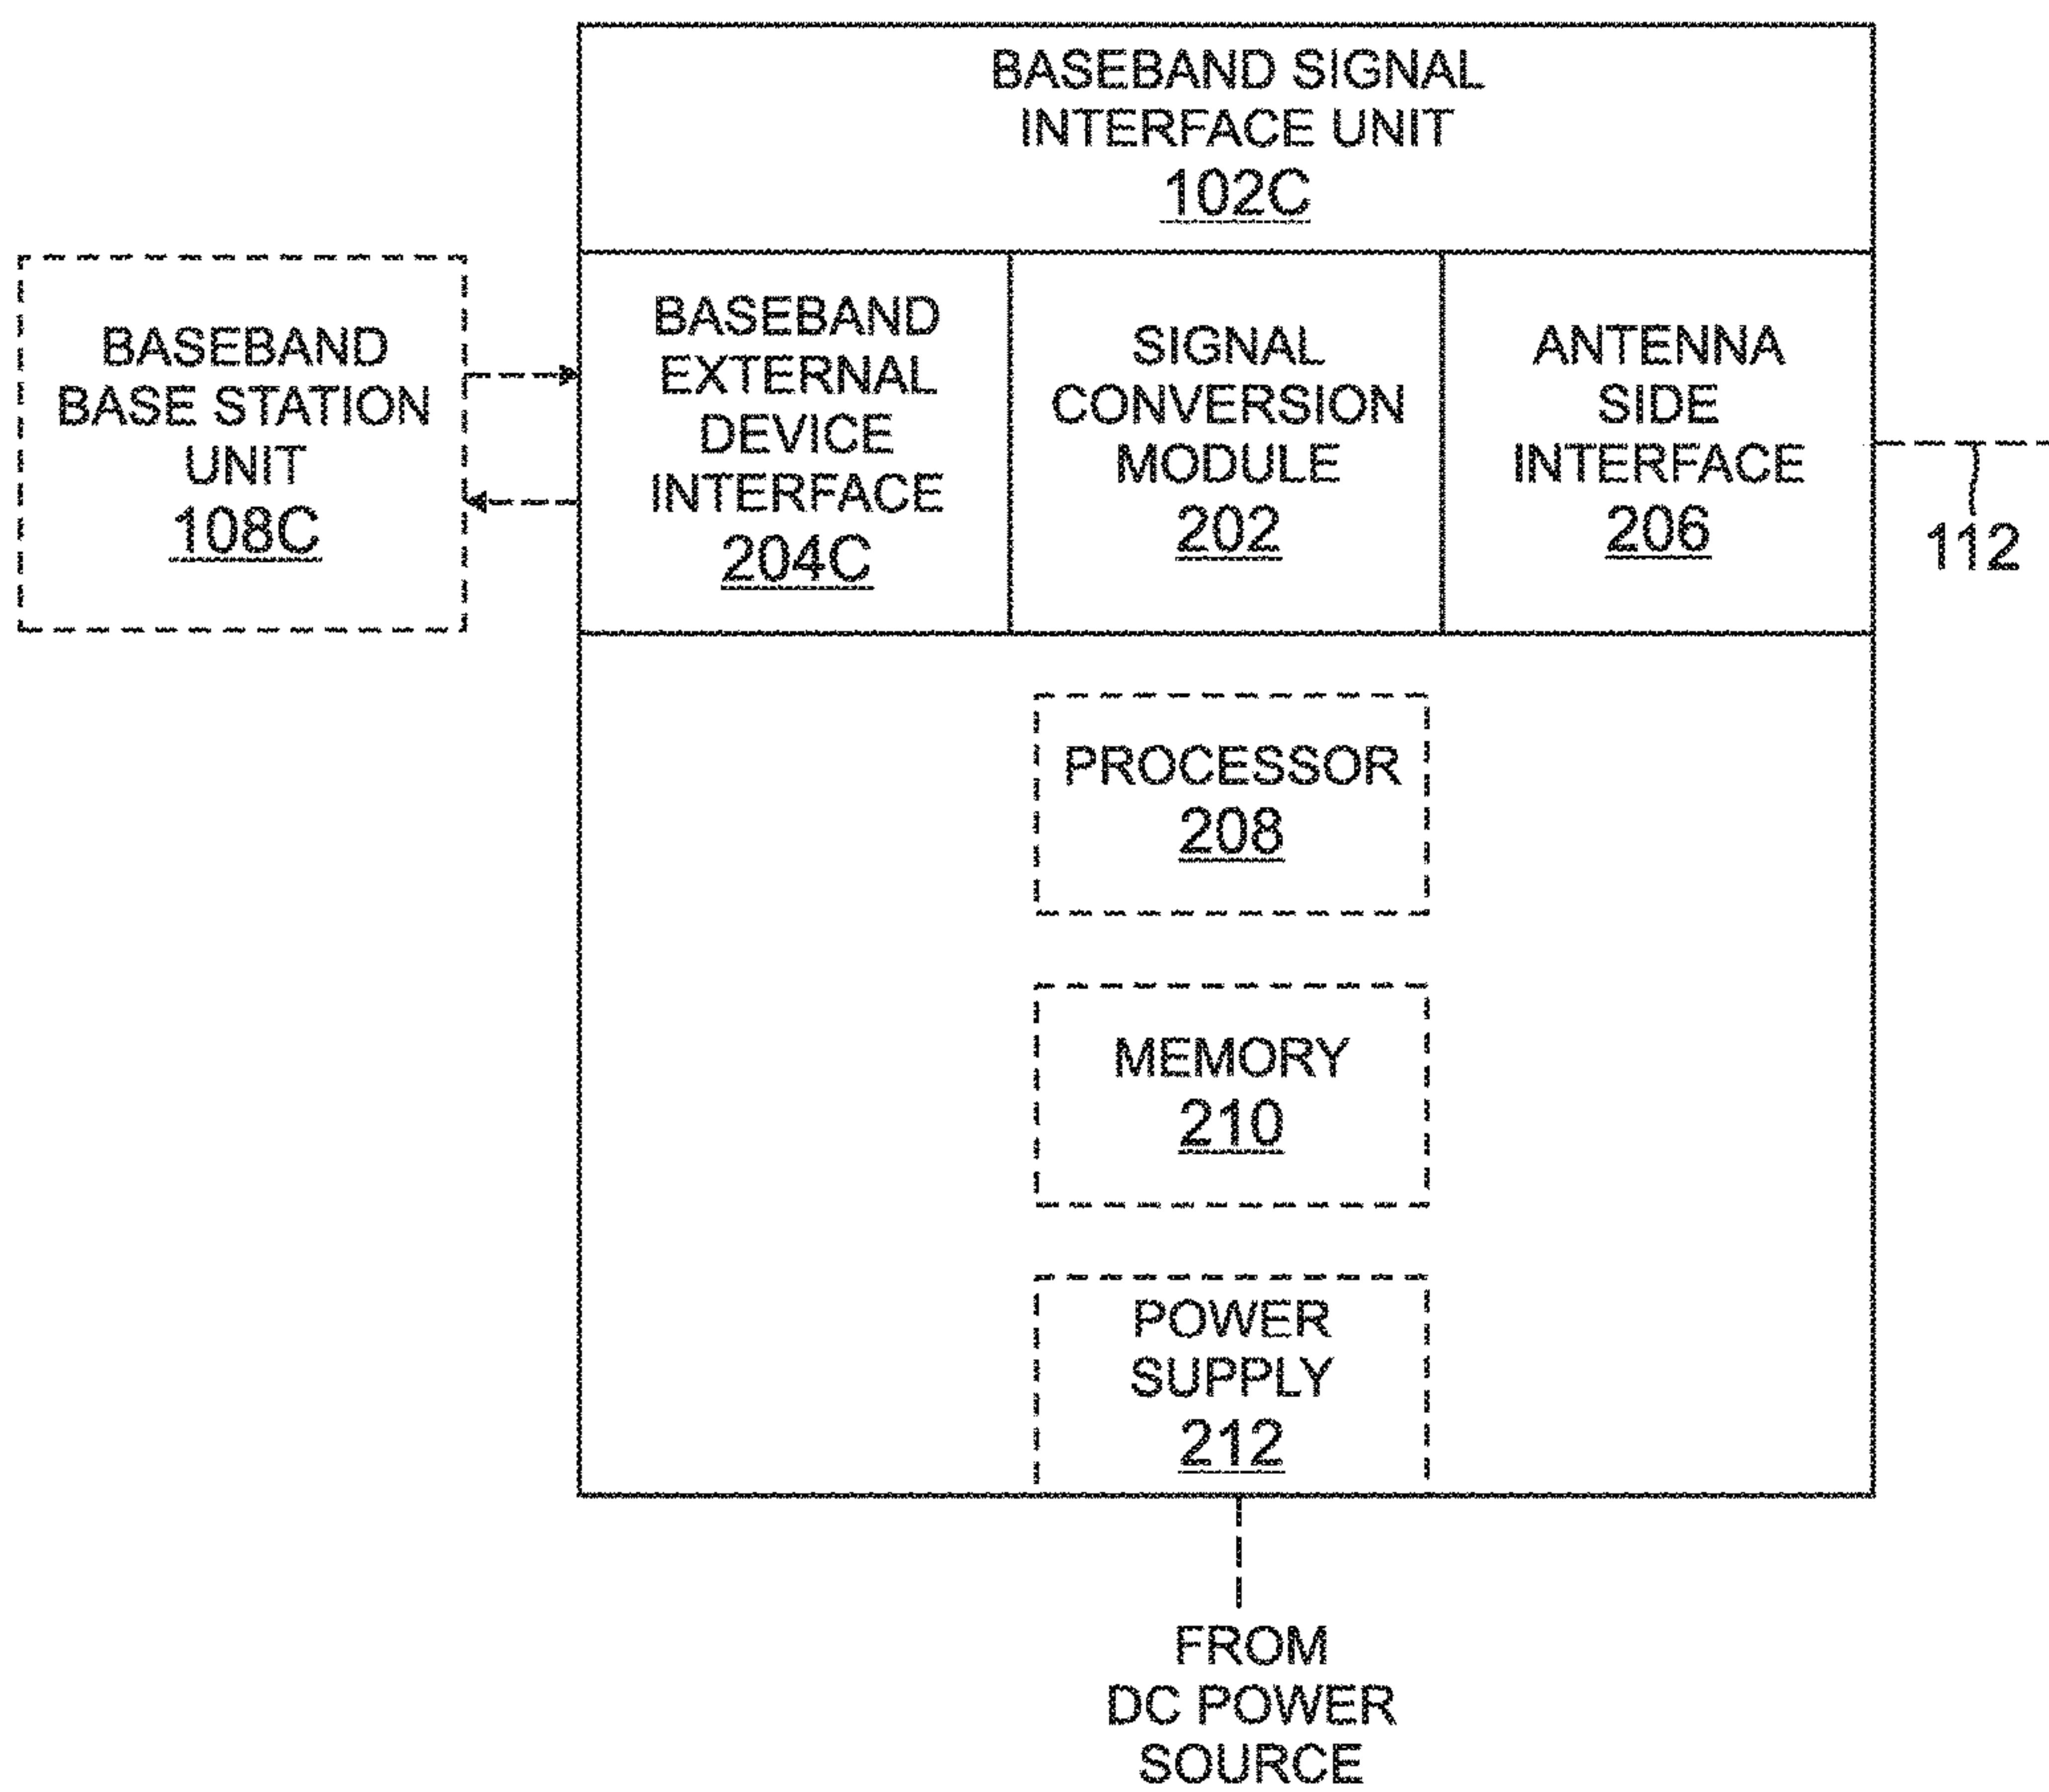 BASEBAND SIGNAL
INTERFACE UNIT
102C
BASEBAND
BASE STATION
UNIT
108C
BASEBAND
EXTERNAL
DEVICE
INTERFACE
204C
SIGNAL
CONVERSION
MODULE
202
ANTENNA
SIDE
INTERFACE
206
112
PROCESSOR
208
MEMORY
210
POWER
SUPPLY
212
FROM
DC POWER
SOURCE